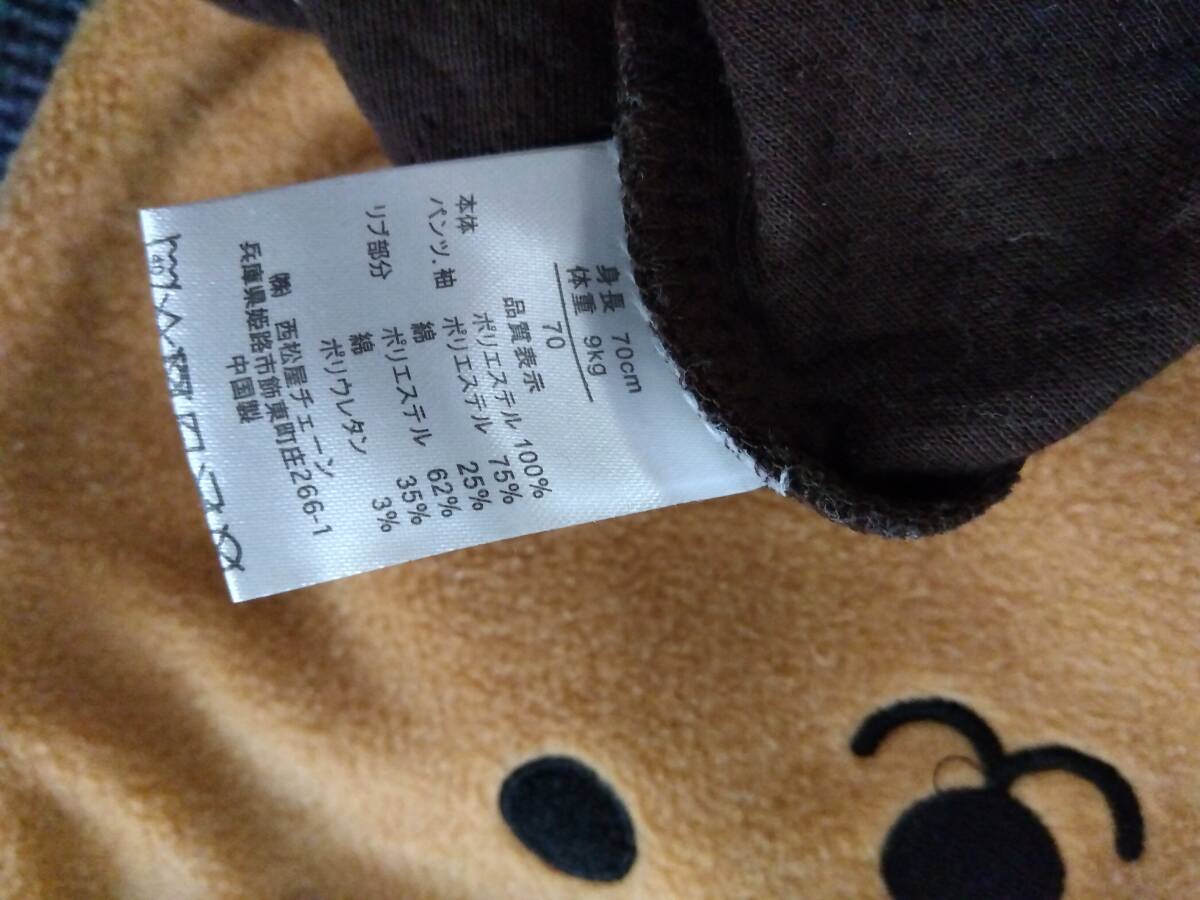 身長 70cm
体重 9kg
70
品質表示
本体 ポリエステル 100%
パンツ.袖 ポリエステル 75%
綿 25%
リブ部分 ポリエステル 62%
綿 35%
ポリウレタン 3%
㈱ 西松屋チェーン
兵庫県姫路市飾東町庄266-1
中国製